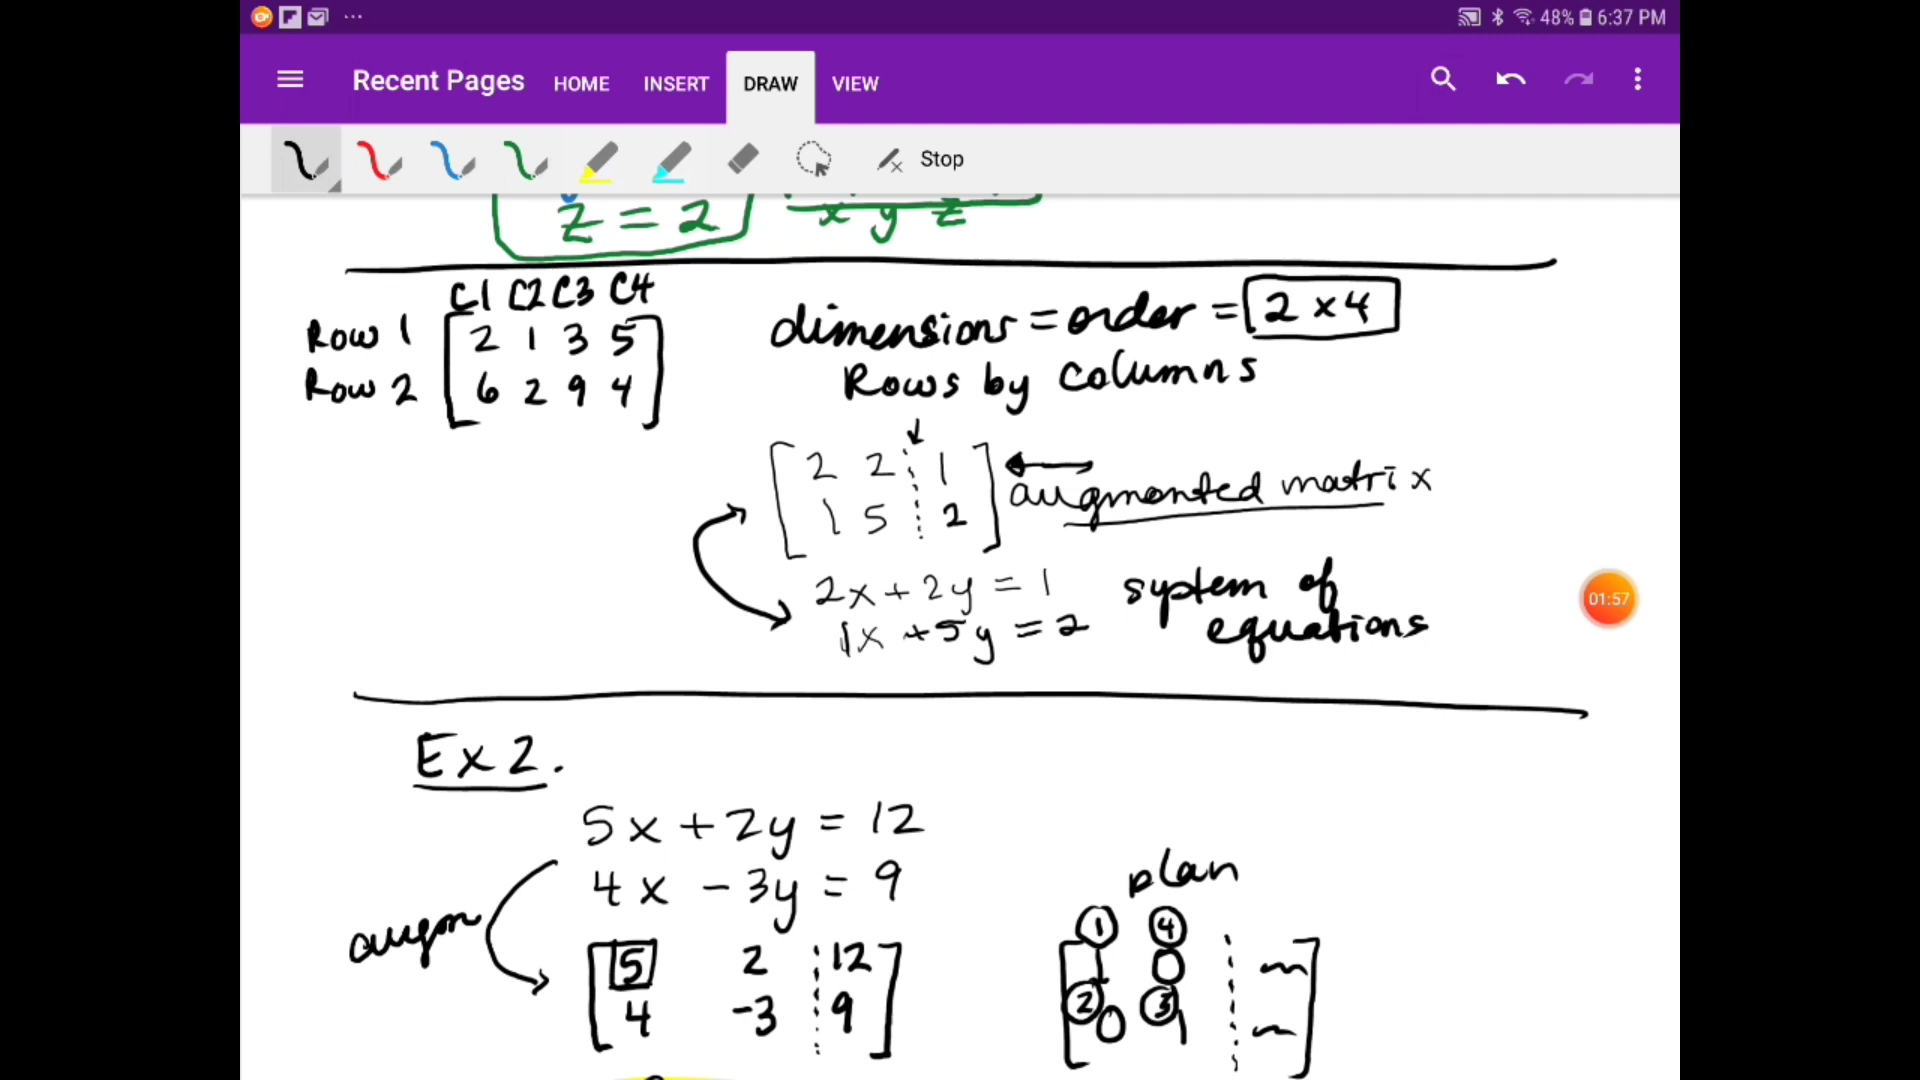 48% 6:37 PM
Recent Pages HOME INSERT DRAW VIEW
Stop
z = 2
x y z
C1 C2 C3 C4
Row 1 2 1 3 5
Row 2 6 2 9 4
dimensions = order = 2 x 4
Rows by columns
2 2 1
1 5 2
augmented matrix
2x + 2y = 1
1x + 5y = 2
system of
equations
01:57
Ex 2.
5x + 2y = 12
4x - 3y = 9
augm
5 2 12
4 -3 9
plan
1 4
1 0
2 3
0 1